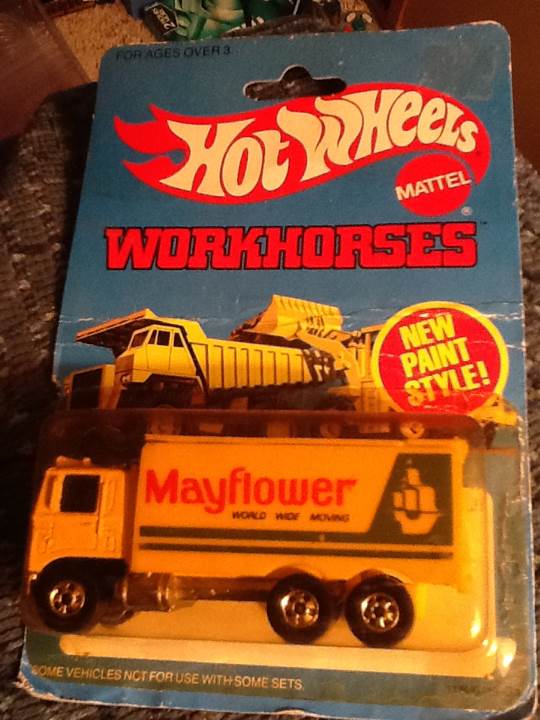 FOR AGES OVER 3
HOT WHEELS
MATTEL
®
WORKHORSES™
NEW
PAINT
STYLE!
Mayflower
WORLD WIDE MOVING
SOME VEHICLES NOT FOR USE WITH SOME SETS.